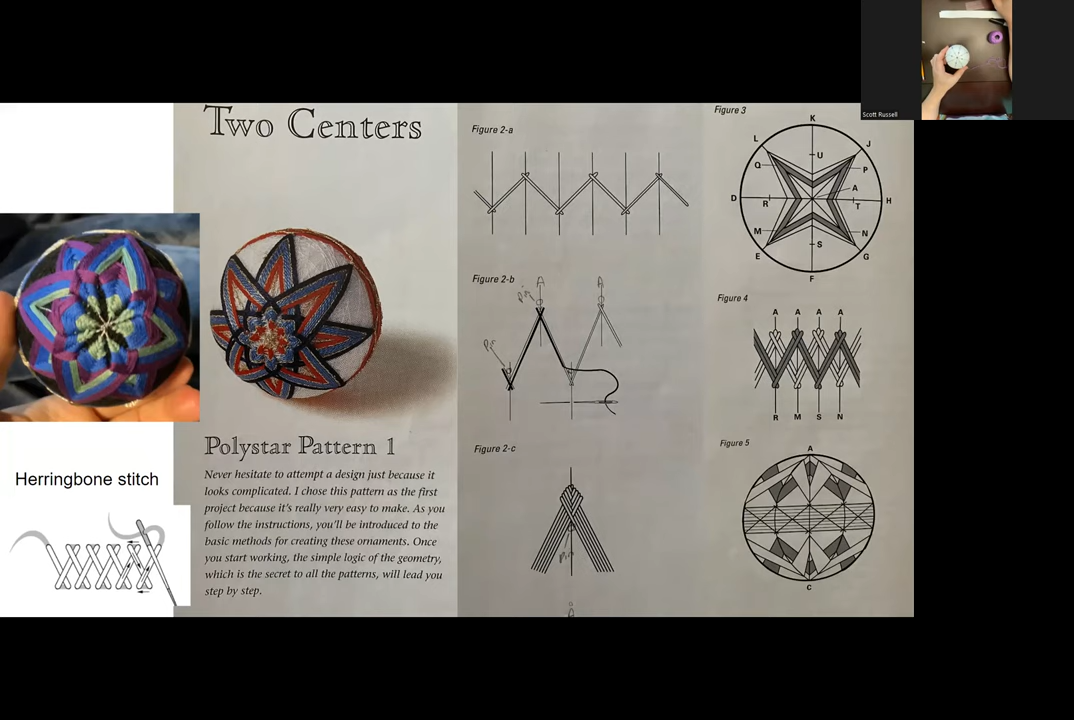 Scott Russell
Two Centers
Polystar Pattern 1
Never hesitate to attempt a design just because it
looks complicated. I chose this pattern as the first
project because it's really very easy to make. As you
follow the instructions, you'll be introduced to the
basic methods for creating these ornaments. Once
you start working, the simple logic of the geometry,
which is the secret to all the patterns, will lead you
step by step.
Herringbone stitch
Figure 2-a
Figure 2-b
A
A
Pin
Pin
Figure 2-c
Pin
A
Figure 3
K
L
J
U
Q
P
A
D
R
T
H
M
N
S
E
G
F
Figure 4
A A A A
R M S N
Figure 5
A
C